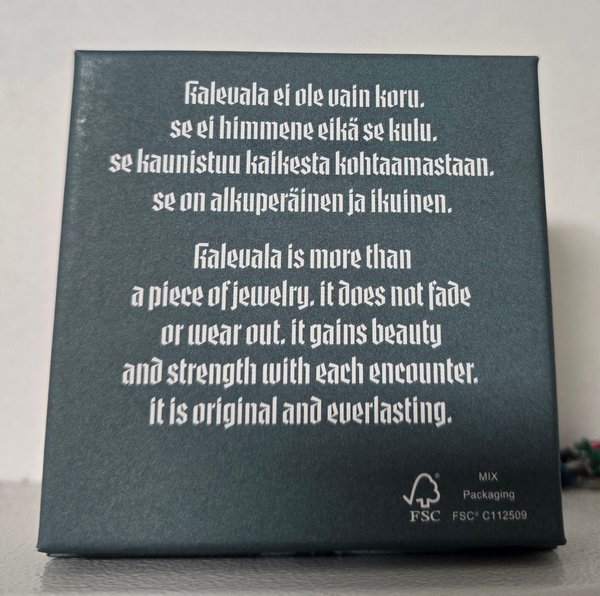 Kalevala ei ole vain koru.
se ei himmene eikä se kulu.
se kaunistuu kaikesta kohtaamastaan.
se on alkuperäinen ja ikuinen.
Kalevala is more than
a piece of jewelry. it does not fade
or wear out. it gains beauty
and strength with each encounter.
it is original and everlasting.
FSC
MIX
Packaging
FSC® C112509